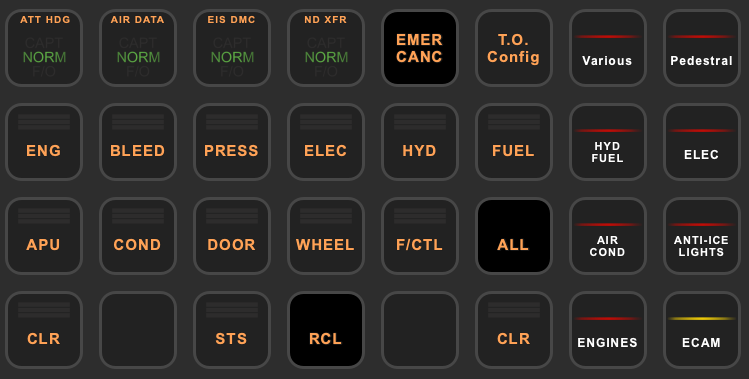 ATT HDG
CAPT
NORM
F/O
AIR DATA
CAPT
NORM
F/O
EIS DMC
CAPT
NORM
F/O
ND XFR
CAPT
NORM
F/O
EMER
CANC
T.O.
Config
Various
Pedestral
ENG
BLEED
PRESS
ELEC
HYD
FUEL
HYD
FUEL
ELEC
APU
COND
DOOR
WHEEL
F/CTL
ALL
AIR
COND
ANTI-ICE
LIGHTS
CLR
STS
RCL
CLR
ENGINES
ECAM